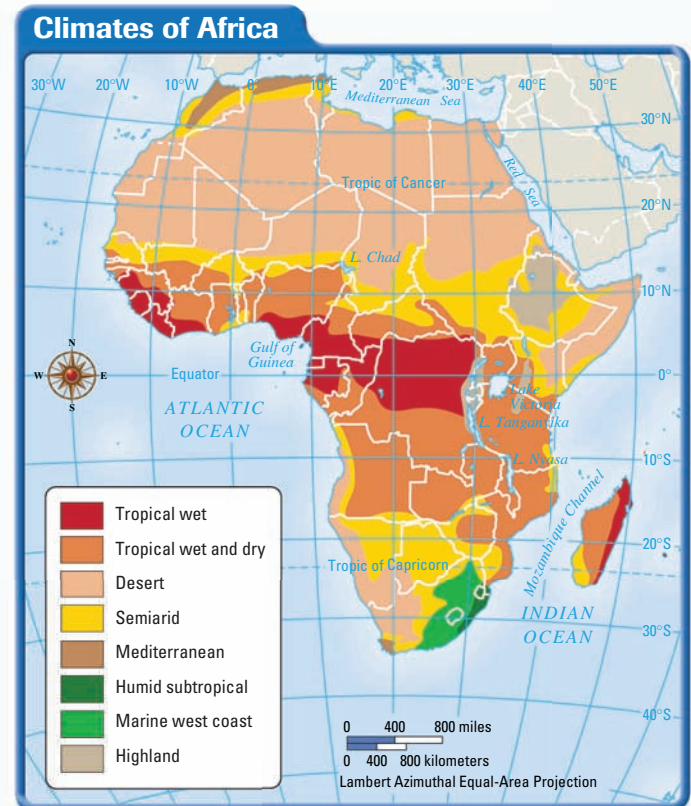 Climates of Africa
30°W
20°W
10°W
0°
10°E
20°E
30°E
40°E
50°E
Mediterranean Sea
30°N
Red Sea
Tropic of Cancer
20°N
L. Chad
10°N
N
W
E
S
Gulf of
Guinea
Equator
0°
Lake
Victoria
ATLANTIC
OCEAN
L. Tanganyika
L. Nyasa
10°S
Mozambique Channel
20°S
Tropic of Capricorn
INDIAN
OCEAN
30°S
40°S
Tropical wet
Tropical wet and dry
Desert
Semiarid
Mediterranean
Humid subtropical
Marine west coast
Highland
0 400 800 miles
0 400 800 kilometers
Lambert Azimuthal Equal-Area Projection